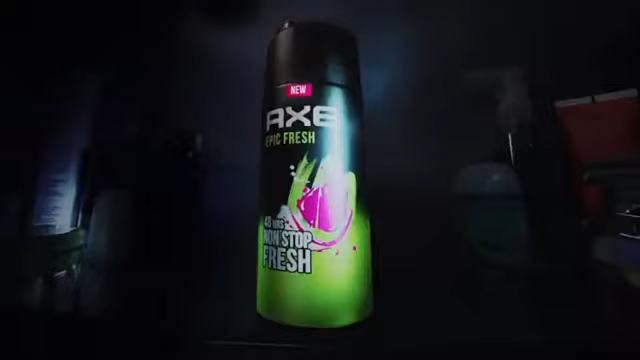 NEW
AXE
EPIC FRESH
48 HRS
NON STOP
FRESH